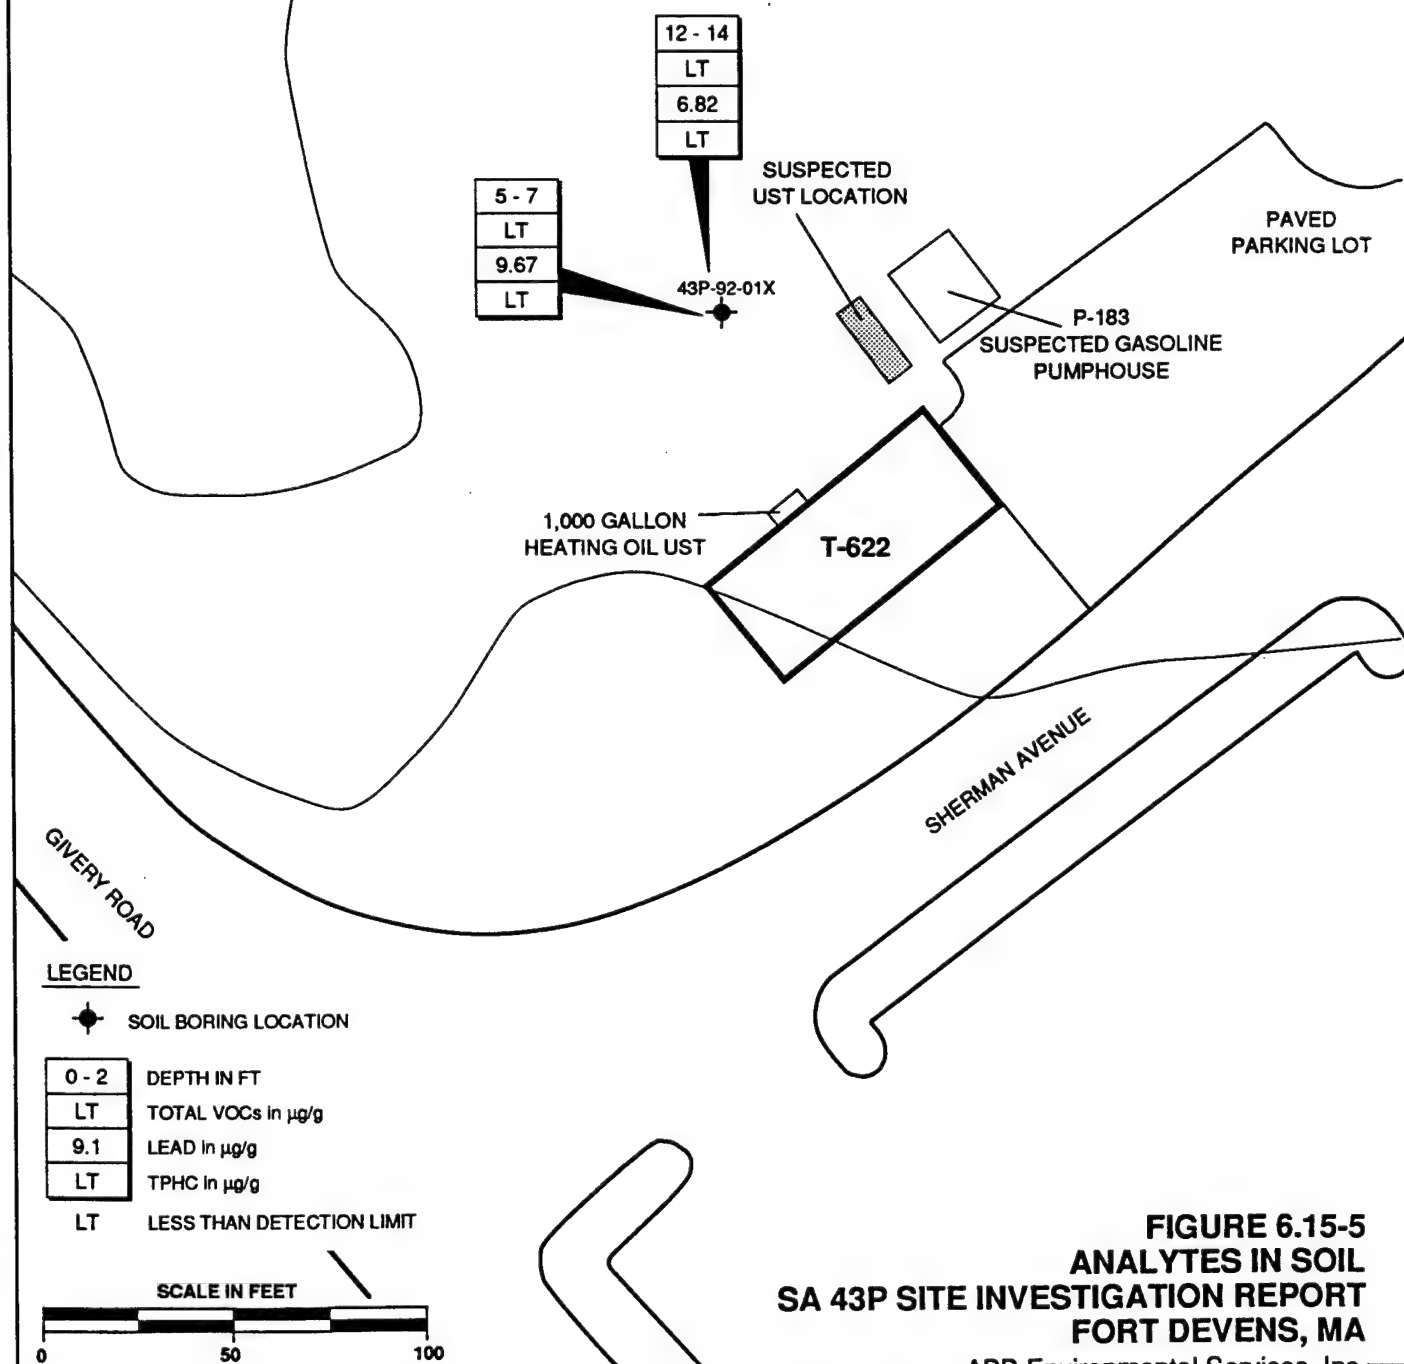 12 - 14
LT
6.82
LT
5 - 7
LT
9.67
LT
43P-92-01X
SUSPECTED
UST LOCATION
PAVED
PARKING LOT
P-183
SUSPECTED GASOLINE
PUMPHOUSE
1,000 GALLON
HEATING OIL UST
T-622
SHERMAN AVENUE
GIVERY ROAD
LEGEND
SOIL BORING LOCATION
0 - 2 DEPTH IN FT
LT TOTAL VOCs in µg/g
9.1 LEAD in µg/g
LT TPHC in µg/g
LT LESS THAN DETECTION LIMIT
SCALE IN FEET
0 50 100
FIGURE 6.15-5
ANALYTES IN SOIL
SA 43P SITE INVESTIGATION REPORT
FORT DEVENS, MA
Environmental Services, Inc.